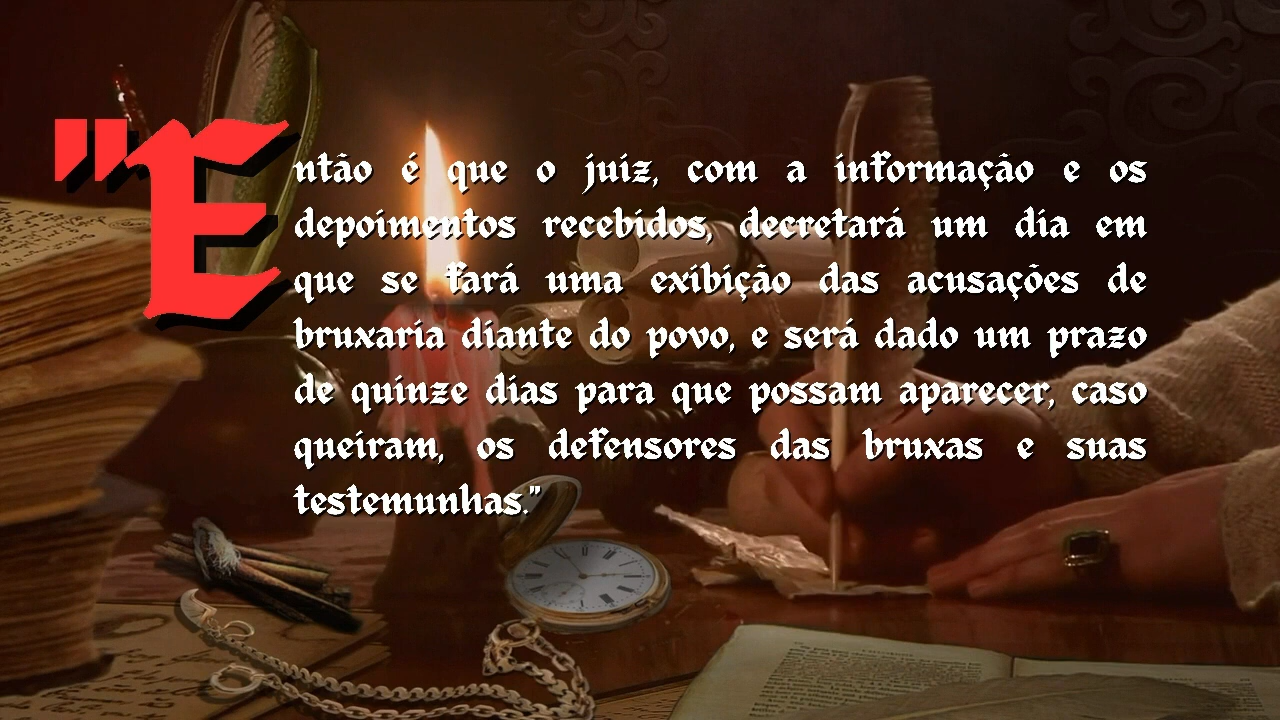 "Então é que o juiz, com a informação e os
depoimentos recebidos, decretará um dia em
que se fará uma exibição das acusações de
bruxaria diante do povo, e será dado um prazo
de quinze dias para que possam aparecer, caso
queiram, os defensores das bruxas e suas
testemunhas."